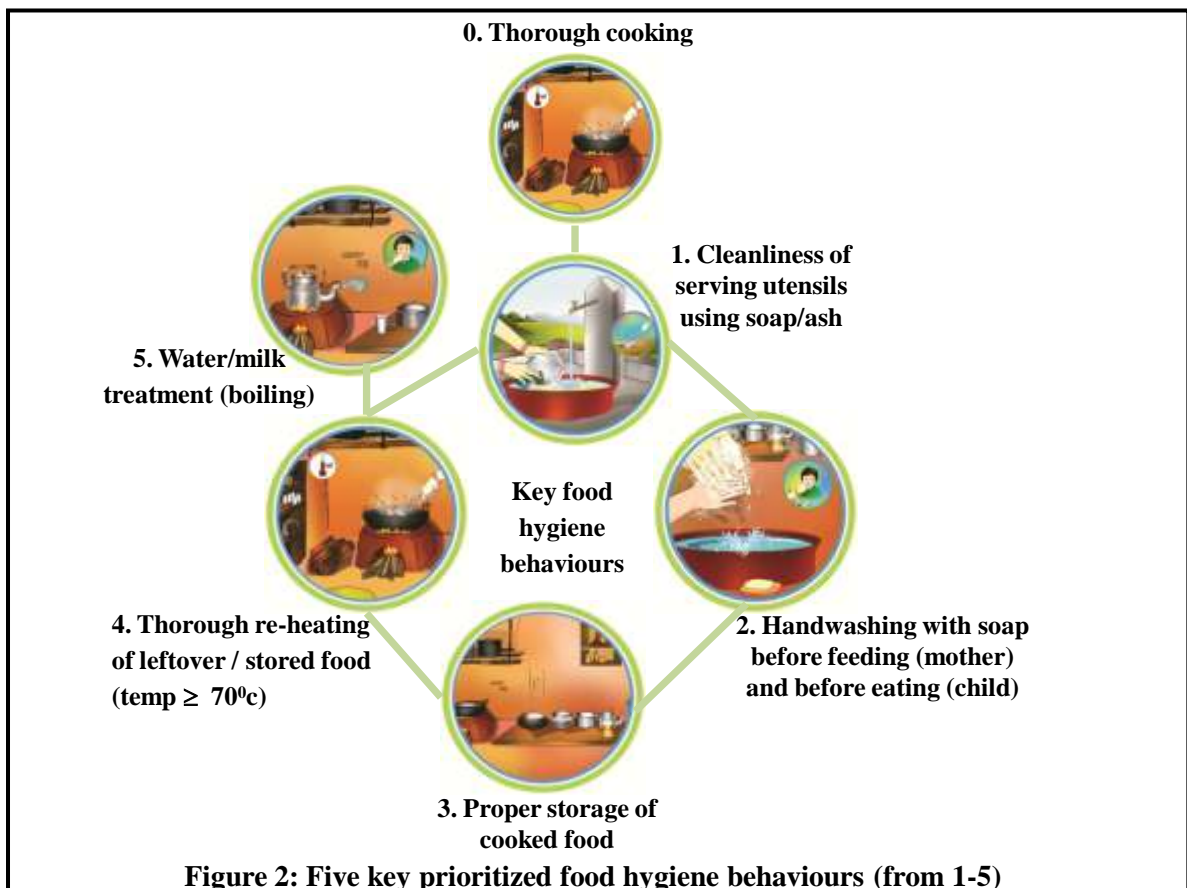 0. Thorough cooking
1. Cleanliness of
serving utensils
using soap/ash
5. Water/milk
treatment (boiling)
Key food
hygiene
behaviours
4. Thorough re-heating
of leftover / stored food
(temp ≥ 70⁰c)
2. Handwashing with soap
before feeding (mother)
and before eating (child)
3. Proper storage of
cooked food
Figure 2: Five key prioritized food hygiene behaviours (from 1-5)